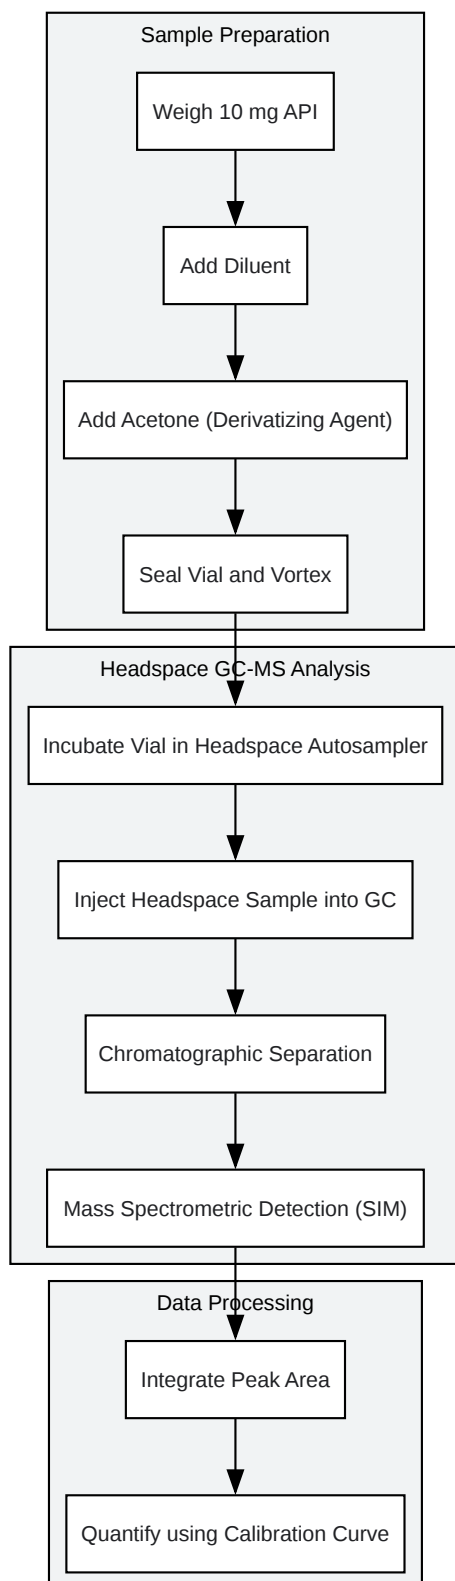 Sample Preparation
Weigh 10 mg API
Add Diluent
Add Acetone (Derivatizing Agent)
Seal Vial and Vortex
Headspace GC-MS Analysis
Incubate Vial in Headspace Autosampler
Inject Headspace Sample into GC
Chromatographic Separation
Mass Spectrometric Detection (SIM)
Data Processing
Integrate Peak Area
Quantify using Calibration Curve